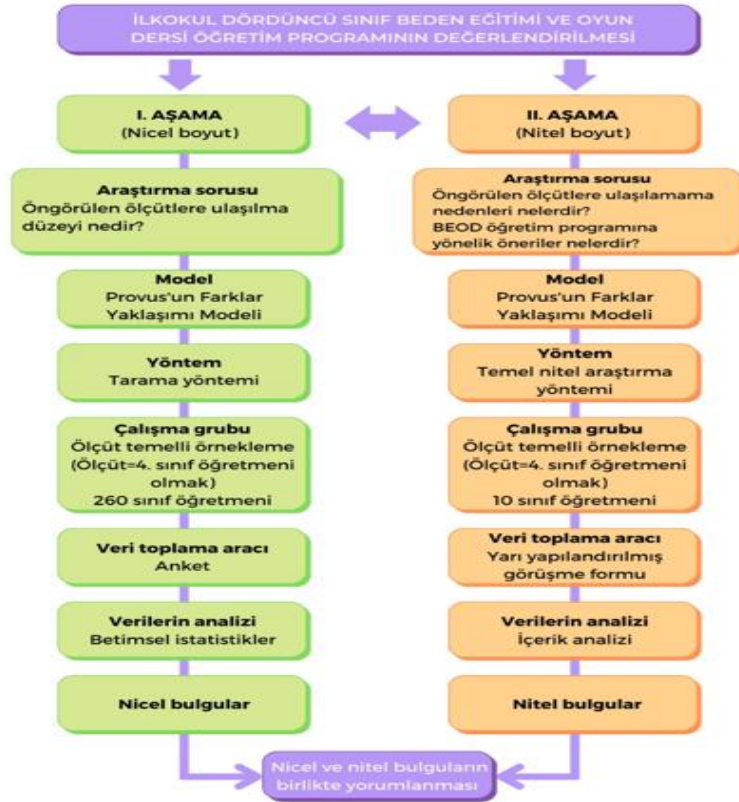 İLKOKUL DÖRDÜNCÜ SINIF BEDEN EĞİTİMİ VE OYUN
DERSİ ÖĞRETİM PROGRAMININ DEĞERLENDİRİLMESİ
I. AŞAMA
(Nicel boyut)
Araştırma sorusu
Öngörülen ölçütlere ulaşılma
düzeyi nedir?
Model
Provus'un Farklar
Yaklaşımı Modeli
Yöntem
Tarama yöntemi
Çalışma grubu
Ölçüt temelli örnekleme
(Ölçüt=4. sınıf öğretmeni
olmak)
260 sınıf öğretmeni
Veri toplama aracı
Anket
Verilerin analizi
Betimsel istatistikler
Nicel bulgular
II. AŞAMA
(Nitel boyut)
Araştırma sorusu
Öngörülen ölçütlere ulaşılamama
nedenleri nelerdir?
BEOD öğretim programına
yönelik öneriler nelerdir?
Model
Provus'un Farklar
Yaklaşımı Modeli
Yöntem
Temel nitel araştırma
yöntemi
Çalışma grubu
Ölçüt temelli örnekleme
(Ölçüt=4. sınıf öğretmeni
olmak)
10 sınıf öğretmeni
Veri toplama aracı
Yarı yapılandırılmış
görüşme formu
Verilerin analizi
İçerik analizi
Nitel bulgular
Nicel ve nitel bulguların
birlikte yorumlanması